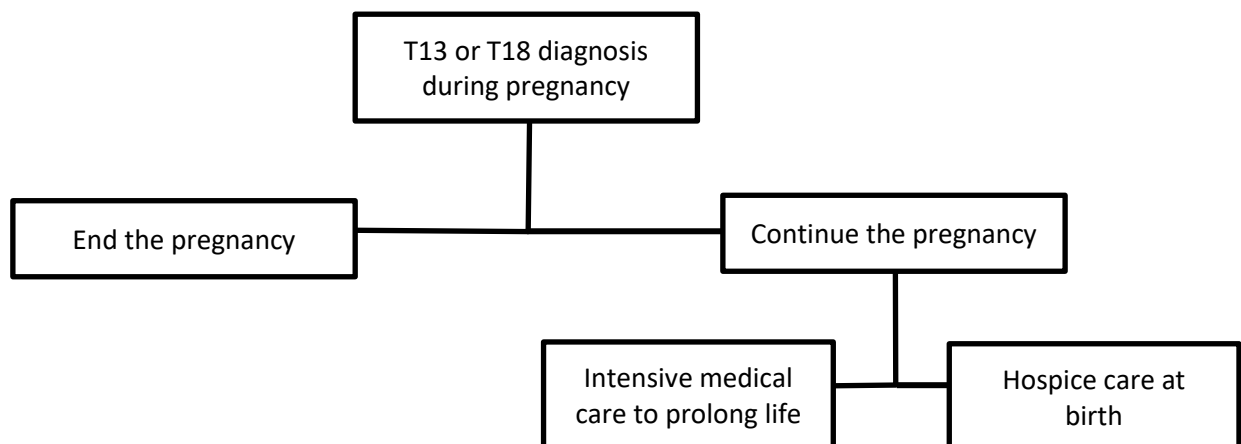 T13 or T18 diagnosis
during pregnancy
End the pregnancy
Continue the pregnancy
Intensive medical
care to prolong life
Hospice care at
birth